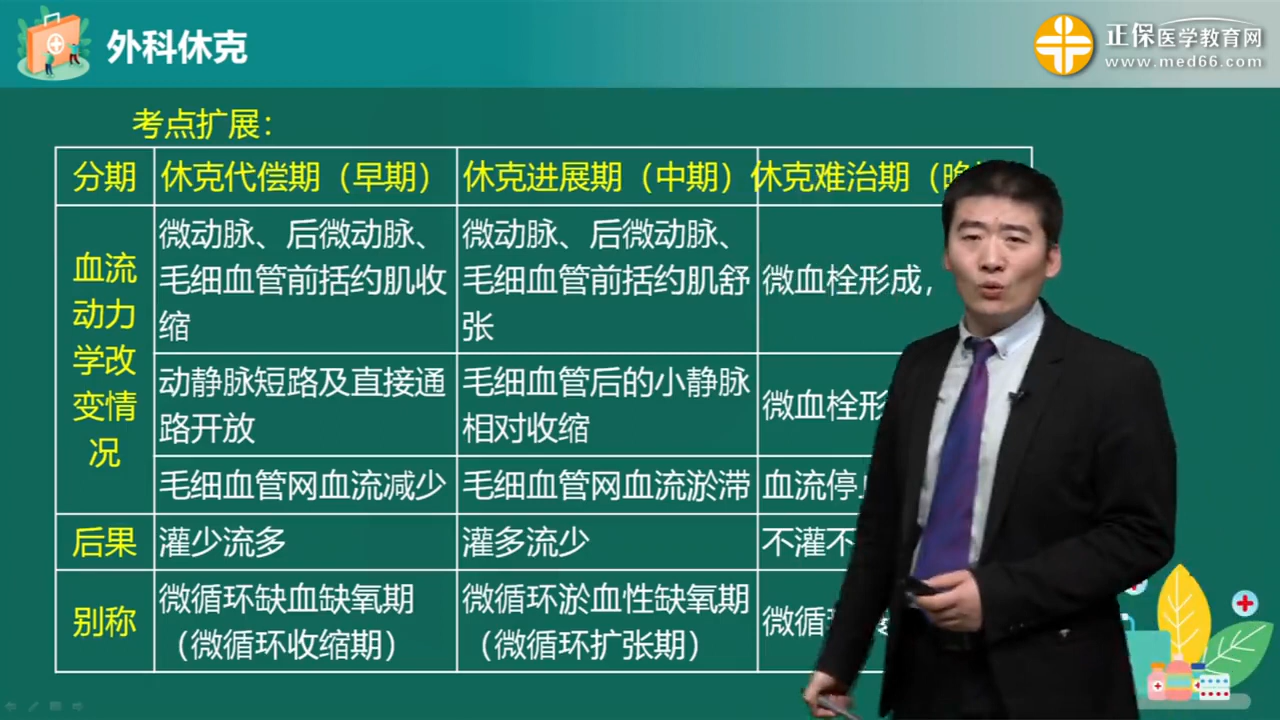 外科休克
正保医学教育网
www.med66.com
考点扩展：
分期
休克代偿期（早期）
休克进展期（中期）
休克难治期（晚
血流动力学改变情况
微动脉、后微动脉、
毛细血管前括约肌收
缩
微动脉、后微动脉、
毛细血管前括约肌舒
张
微血栓形成，
动静脉短路及直接通
路开放
毛细血管后的小静脉
相对收缩
微血栓形
毛细血管网血流减少
毛细血管网血流淤滞
血流停
后果
灌少流多
灌多流少
不灌不
别称
微循环缺血缺氧期
（微循环收缩期）
微循环淤血性缺氧期
（微循环扩张期）
微循